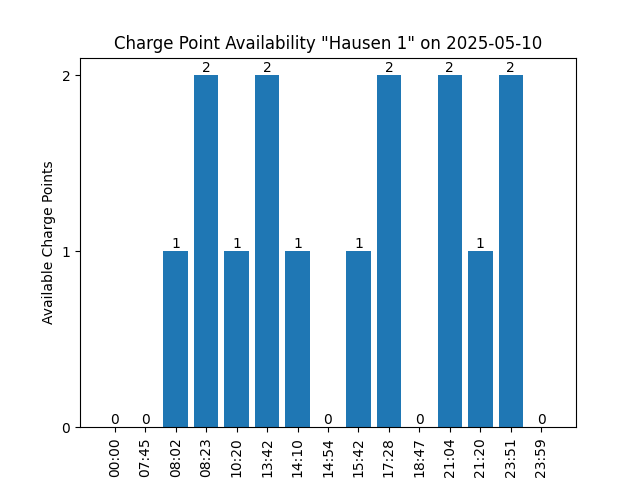 Charge Point Availability "Hausen 1" on 2025-05-10
Available Charge Points
2
1
0
0 0 1 2 1 2 1 0 1 2 0 2 1 2 0
00:00 07:45 08:02 08:23 10:20 13:42 14:10 14:54 15:42 17:28 18:47 21:04 21:20 23:51 23:59